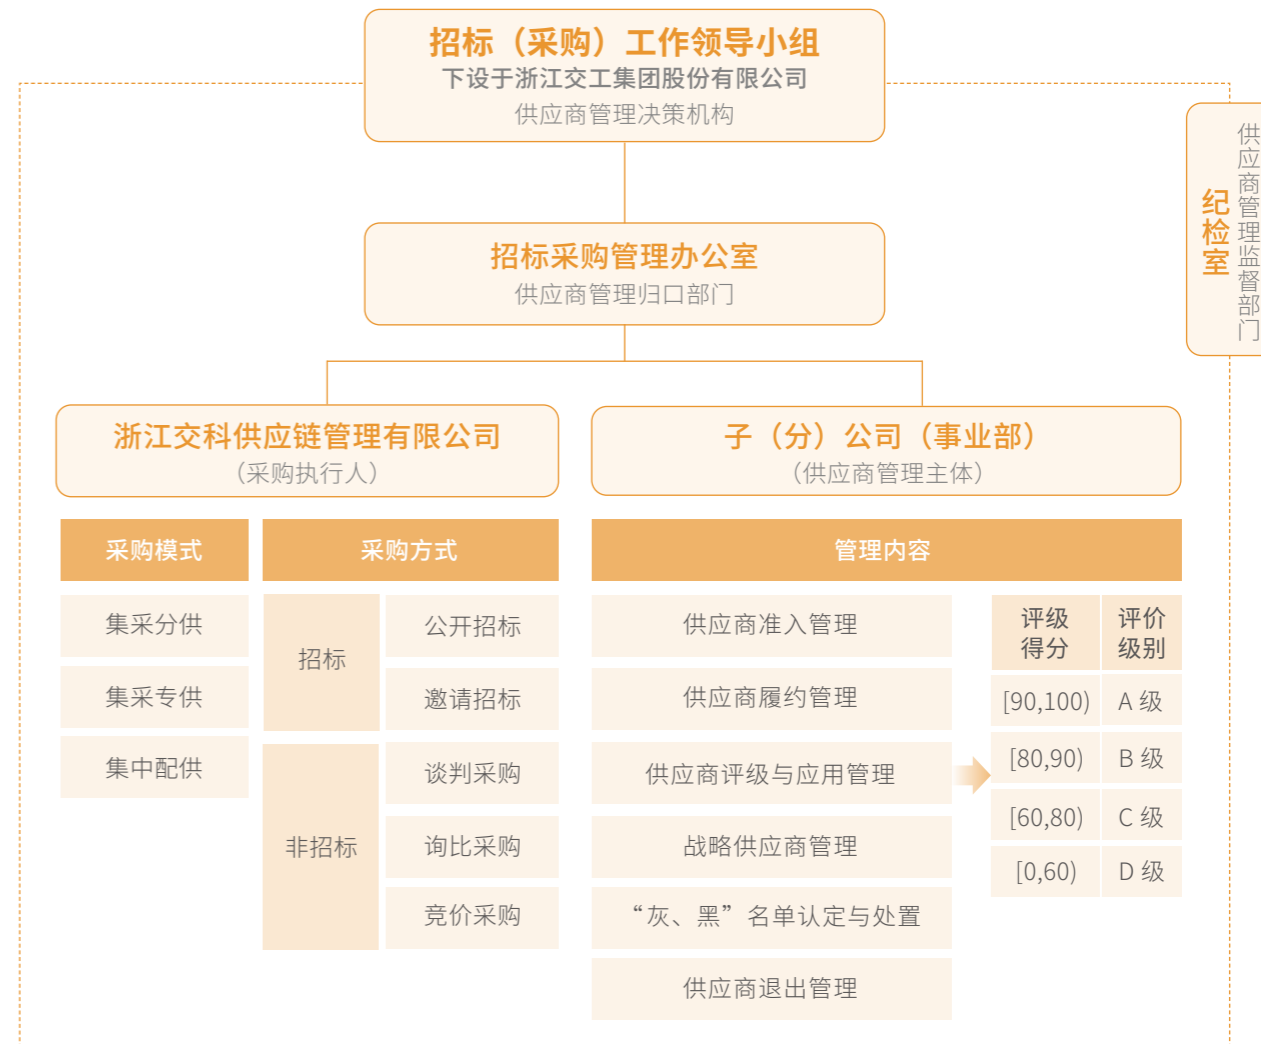 招标（采购）工作领导小组
下设于浙江交工集团股份有限公司
供应商管理决策机构
纪检室
供应商管理监督部门
招标采购管理办公室
供应商管理归口部门
浙江交科供应链管理有限公司
（采购执行人）
子（分）公司（事业部）
（供应商管理主体）
采购模式
采购方式
管理内容
集采分供
集采专供
集中配供
招标
公开招标
邀请招标
非招标
谈判采购
询比采购
竞价采购
供应商准入管理
供应商履约管理
供应商评级与应用管理
战略供应商管理
“灰、黑”名单认定与处置
供应商退出管理
评级
得分
评价
级别
[90,100)
A 级
[80,90)
B 级
[60,80)
C 级
[0,60)
D 级